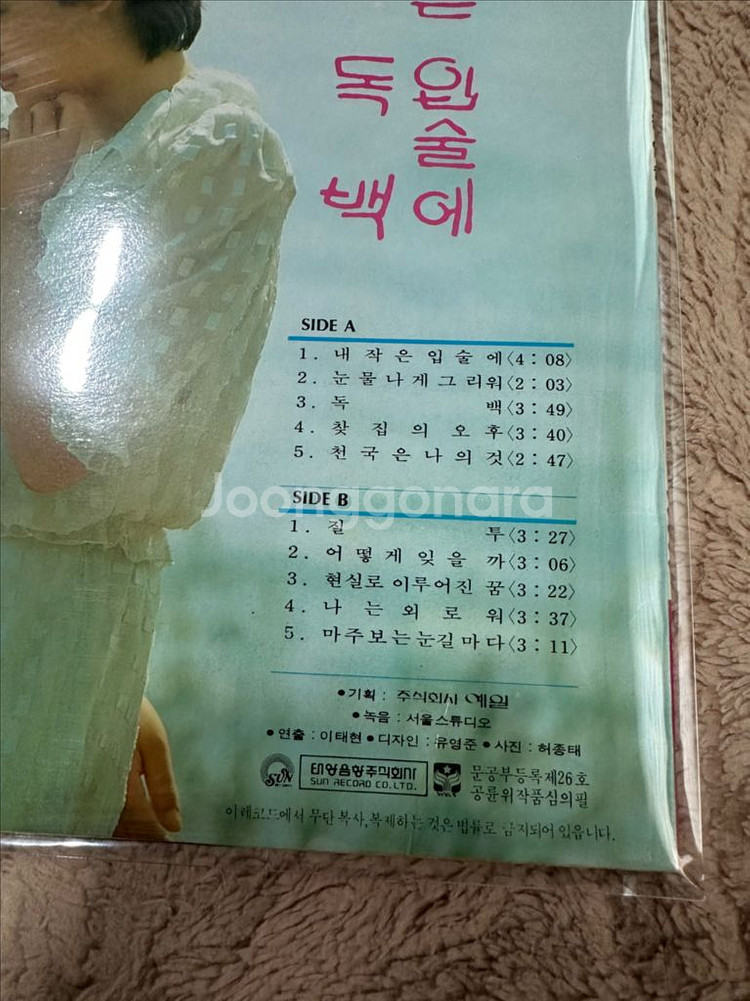 은 입술에
독백
SIDE A
1. 내 작은 입 술 에〈4 : 08〉
2. 눈 물 나 게 그 리 워〈2 : 03〉
3. 독 백〈3 : 49〉
4. 찻 집 의 오 후〈3 : 40〉
5. 천 국 은 나 의 것〈2 : 47〉
Joonggonara
SIDE B
1. 질 투〈3 : 27〉
2. 어 떻 게 잊 을 까〈3 : 06〉
3. 현실로 이루어진 꿈〈3 : 22〉
4. 나 는 외 로 워〈3 : 37〉
5. 마주보는눈길마다〈3 : 11〉
●기획 : 주식회사 예일
●녹음 : 서울스튜디오
●연출 : 이태현 ●디자인 : 유영준 ●사진 : 허종태
SUN 태양음향주식회사
SUN RECORD CO.LTD.
문공부등록제26호
공륜위작품심의필
이 레코드에서 무단 복사, 복제하는 것은 법률로 금지되어 있읍니다.